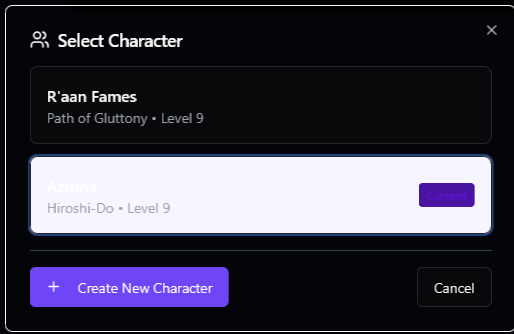 Select Character
R'aan Fames
Path of Gluttony • Level 9
Azuma
Hiroshi-Do • Level 9
Current
+ Create New Character
Cancel